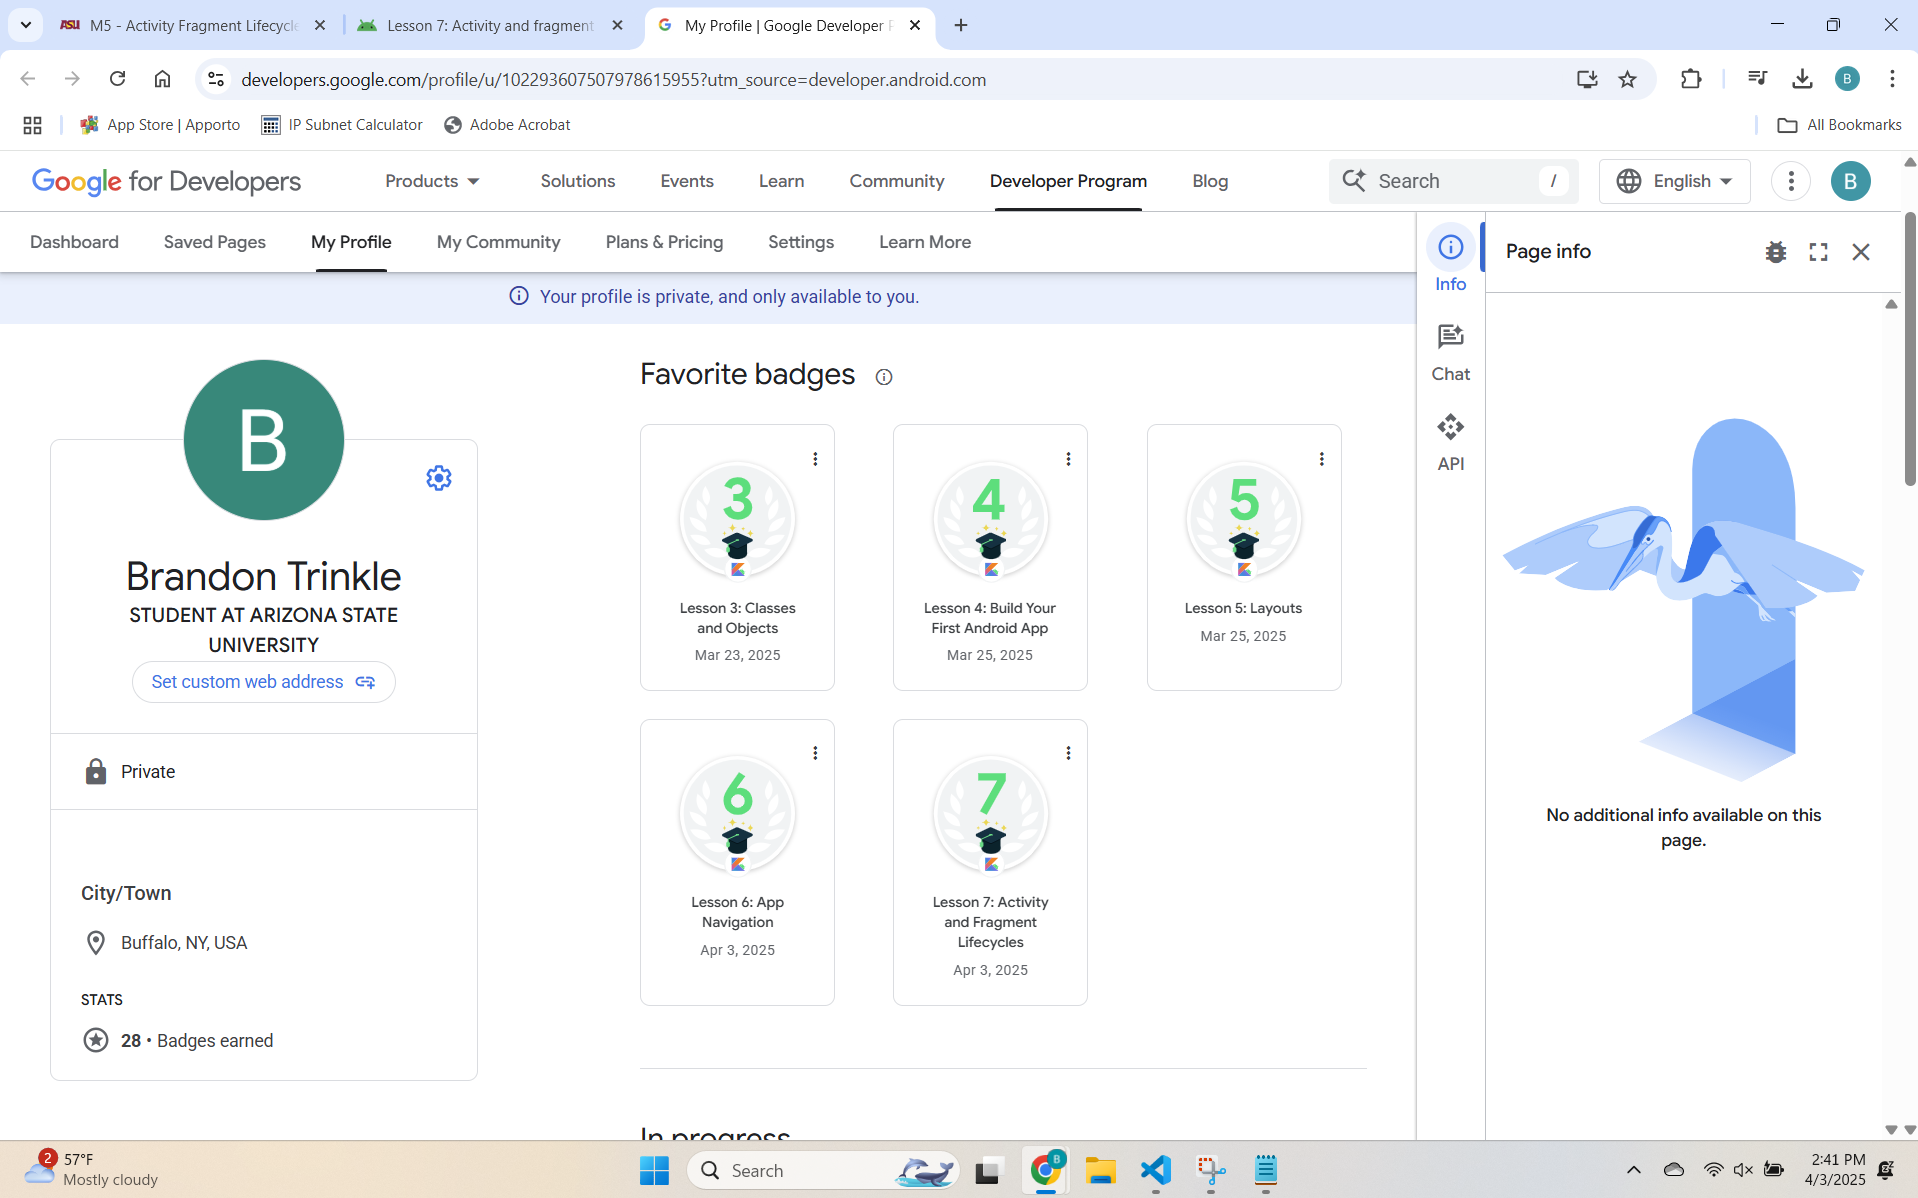 M5 - Activity Fragment Lifecycle
Lesson 7: Activity and fragment
My Profile | Google Developer P
developers.google.com/profile/u/102293607507978615955?utm_source=developer.android.com
B
App Store | Apporto
IP Subnet Calculator
Adobe Acrobat
All Bookmarks
Google for Developers
Products
Solutions
Events
Learn
Community
Developer Program
Blog
Search
/
English
B
Dashboard
Saved Pages
My Profile
My Community
Plans & Pricing
Settings
Learn More
Your profile is private, and only available to you.
B
Brandon Trinkle
STUDENT AT ARIZONA STATE
UNIVERSITY
Set custom web address
Private
City/Town
Buffalo, NY, USA
STATS
28 • Badges earned
Favorite badges
3
Lesson 3: Classes
and Objects
Mar 23, 2025
4
Lesson 4: Build Your
First Android App
Mar 25, 2025
5
Lesson 5: Layouts
Mar 25, 2025
6
Lesson 6: App
Navigation
Apr 3, 2025
7
Lesson 7: Activity
and Fragment
Lifecycles
Apr 3, 2025
In progress
Info
Chat
API
Page info
No additional info available on this
page.
2
57°F
Mostly cloudy
Search
B
2:41 PM
4/3/2025